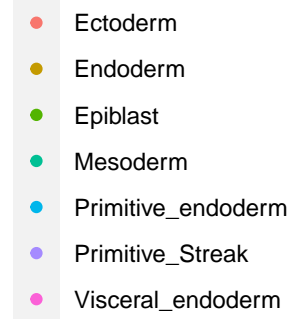 Ectoderm
Endoderm
Epiblast
Mesoderm
Primitive_endoderm
Primitive_Streak
Visceral_endoderm